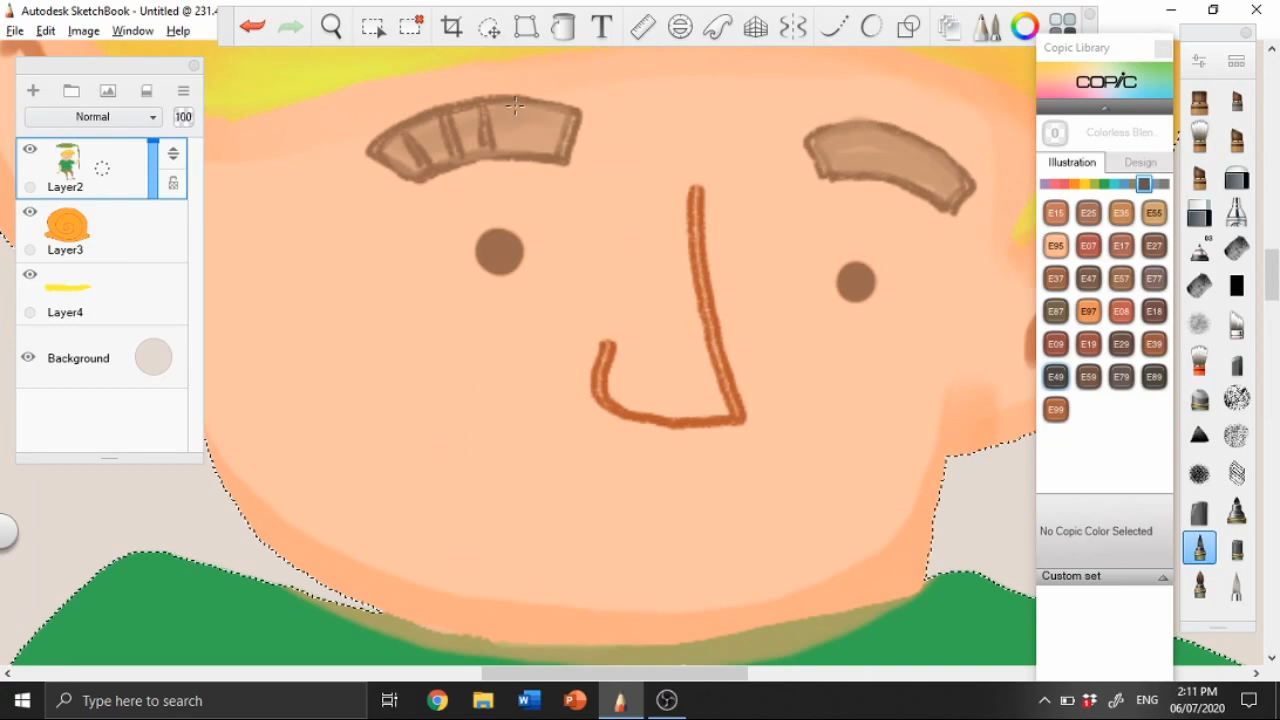 Autodesk SketchBook - Untitled @ 231.4
File Edit Image Window Help
T
Copic Library
COPIC
Normal
100
0 Colorless Blen...
Illustration Design
Layer2
E15 E25 E35 E55
Layer3
E95 E07 E17 E27
03
E37 E47 E57 E77
Layer4
E87 E97 E08 E18
E09 E19 E29 E39
Background
E49 E59 E79 E89
E99
No Copic Color Selected
Custom set
Type here to search
W
P
ENG
2:11 PM
06/07/2020